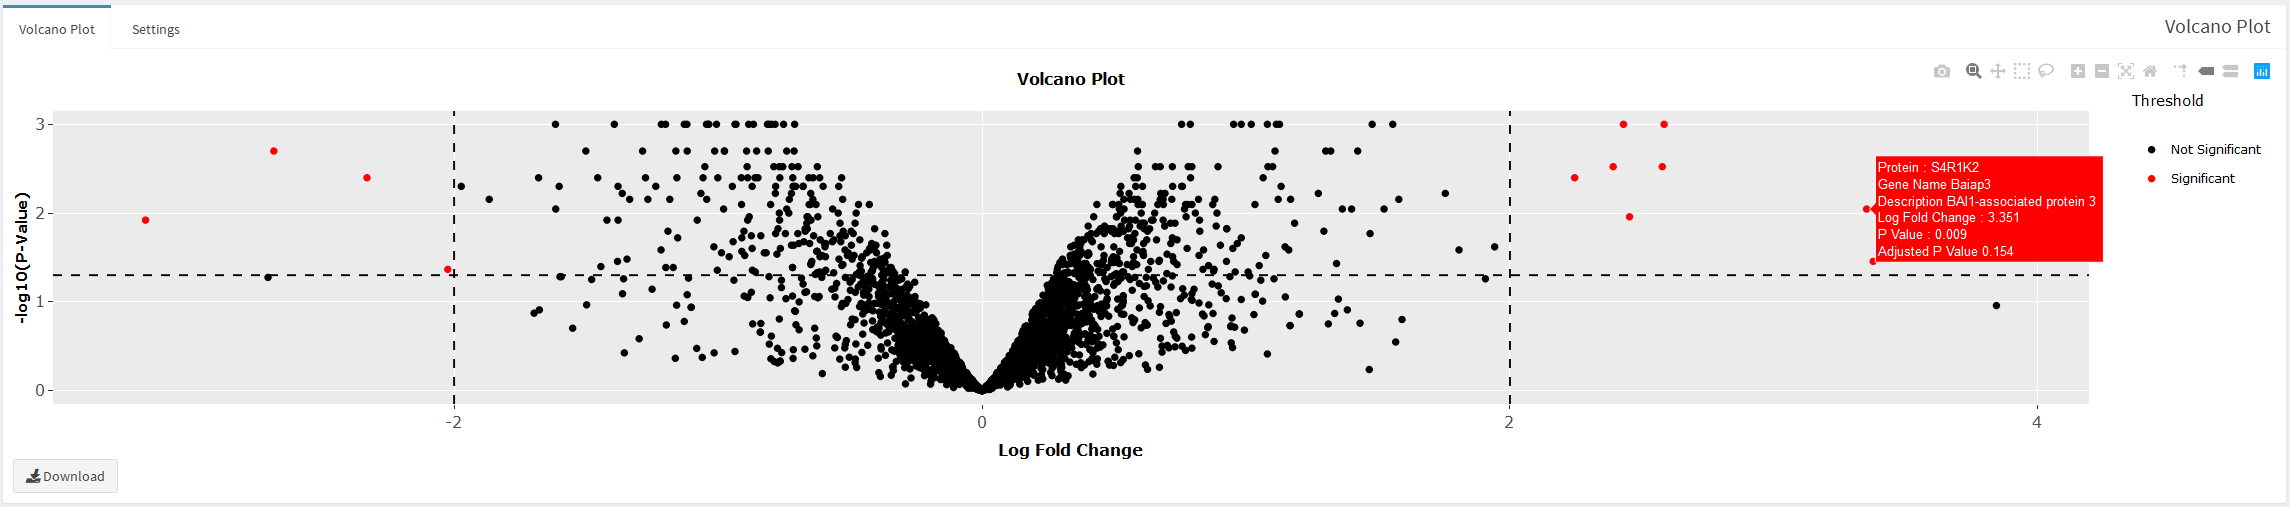 Volcano Plot
Settings
Volcano Plot
Volcano Plot
Threshold
Not Significant
Significant
Protein : S4R1K2
Gene Name Baiap3
Description BAI1-associated protein 3
Log Fold Change : 3.351
P Value : 0.009
Adjusted P Value 0.154
-log10(P-Value)
3
2
1
0
-2
0
2
4
Log Fold Change
Download